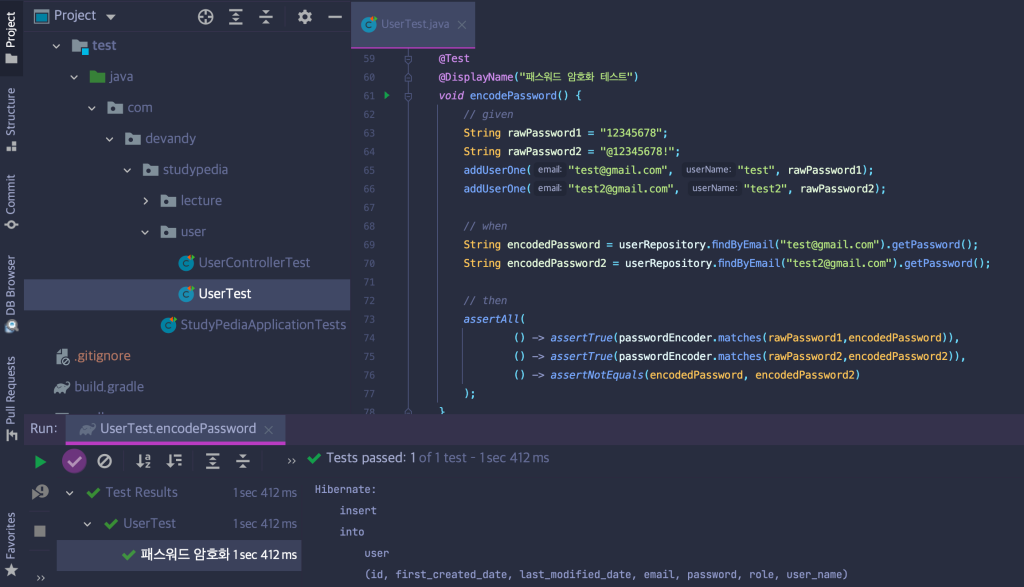 Project
UserTest.java
Project
Structure
Commit
DB Browser
Pull Requests
Favorites
test
java
com
devandy
studypedia
lecture
user
UserControllerTest
UserTest
StudyPediaApplicationTests
.gitignore
build.gradle
59 @Test
60 @DisplayName("패스워드 암호화 테스트")
61 void encodePassword() {
62 // given
63 String rawPassword1 = "12345678";
64 String rawPassword2 = "@12345678!";
65 addUserOne( email: "test@gmail.com", userName: "test", rawPassword1);
66 addUserOne( email: "test2@gmail.com", userName: "test2", rawPassword2);
67
68 // when
69 String encodedPassword = userRepository.findByEmail("test@gmail.com").getPassword();
70 String encodedPassword2 = userRepository.findByEmail("test2@gmail.com").getPassword();
71
72 // then
73 assertAll(
74 () -> assertTrue(passwordEncoder.matches(rawPassword1,encodedPassword)),
75 () -> assertTrue(passwordEncoder.matches(rawPassword2,encodedPassword2)),
76 () -> assertNotEquals(encodedPassword, encodedPassword2)
77 );
78 }
Run: UserTest.encodePassword
Tests passed: 1 of 1 test - 1 sec 412 ms
Test Results 1 sec 412 ms
UserTest 1 sec 412 ms
패스워드 암호화 1 sec 412 ms
Hibernate:
insert
into
user
(id, first_created_date, last_modified_date, email, password, role, user_name)